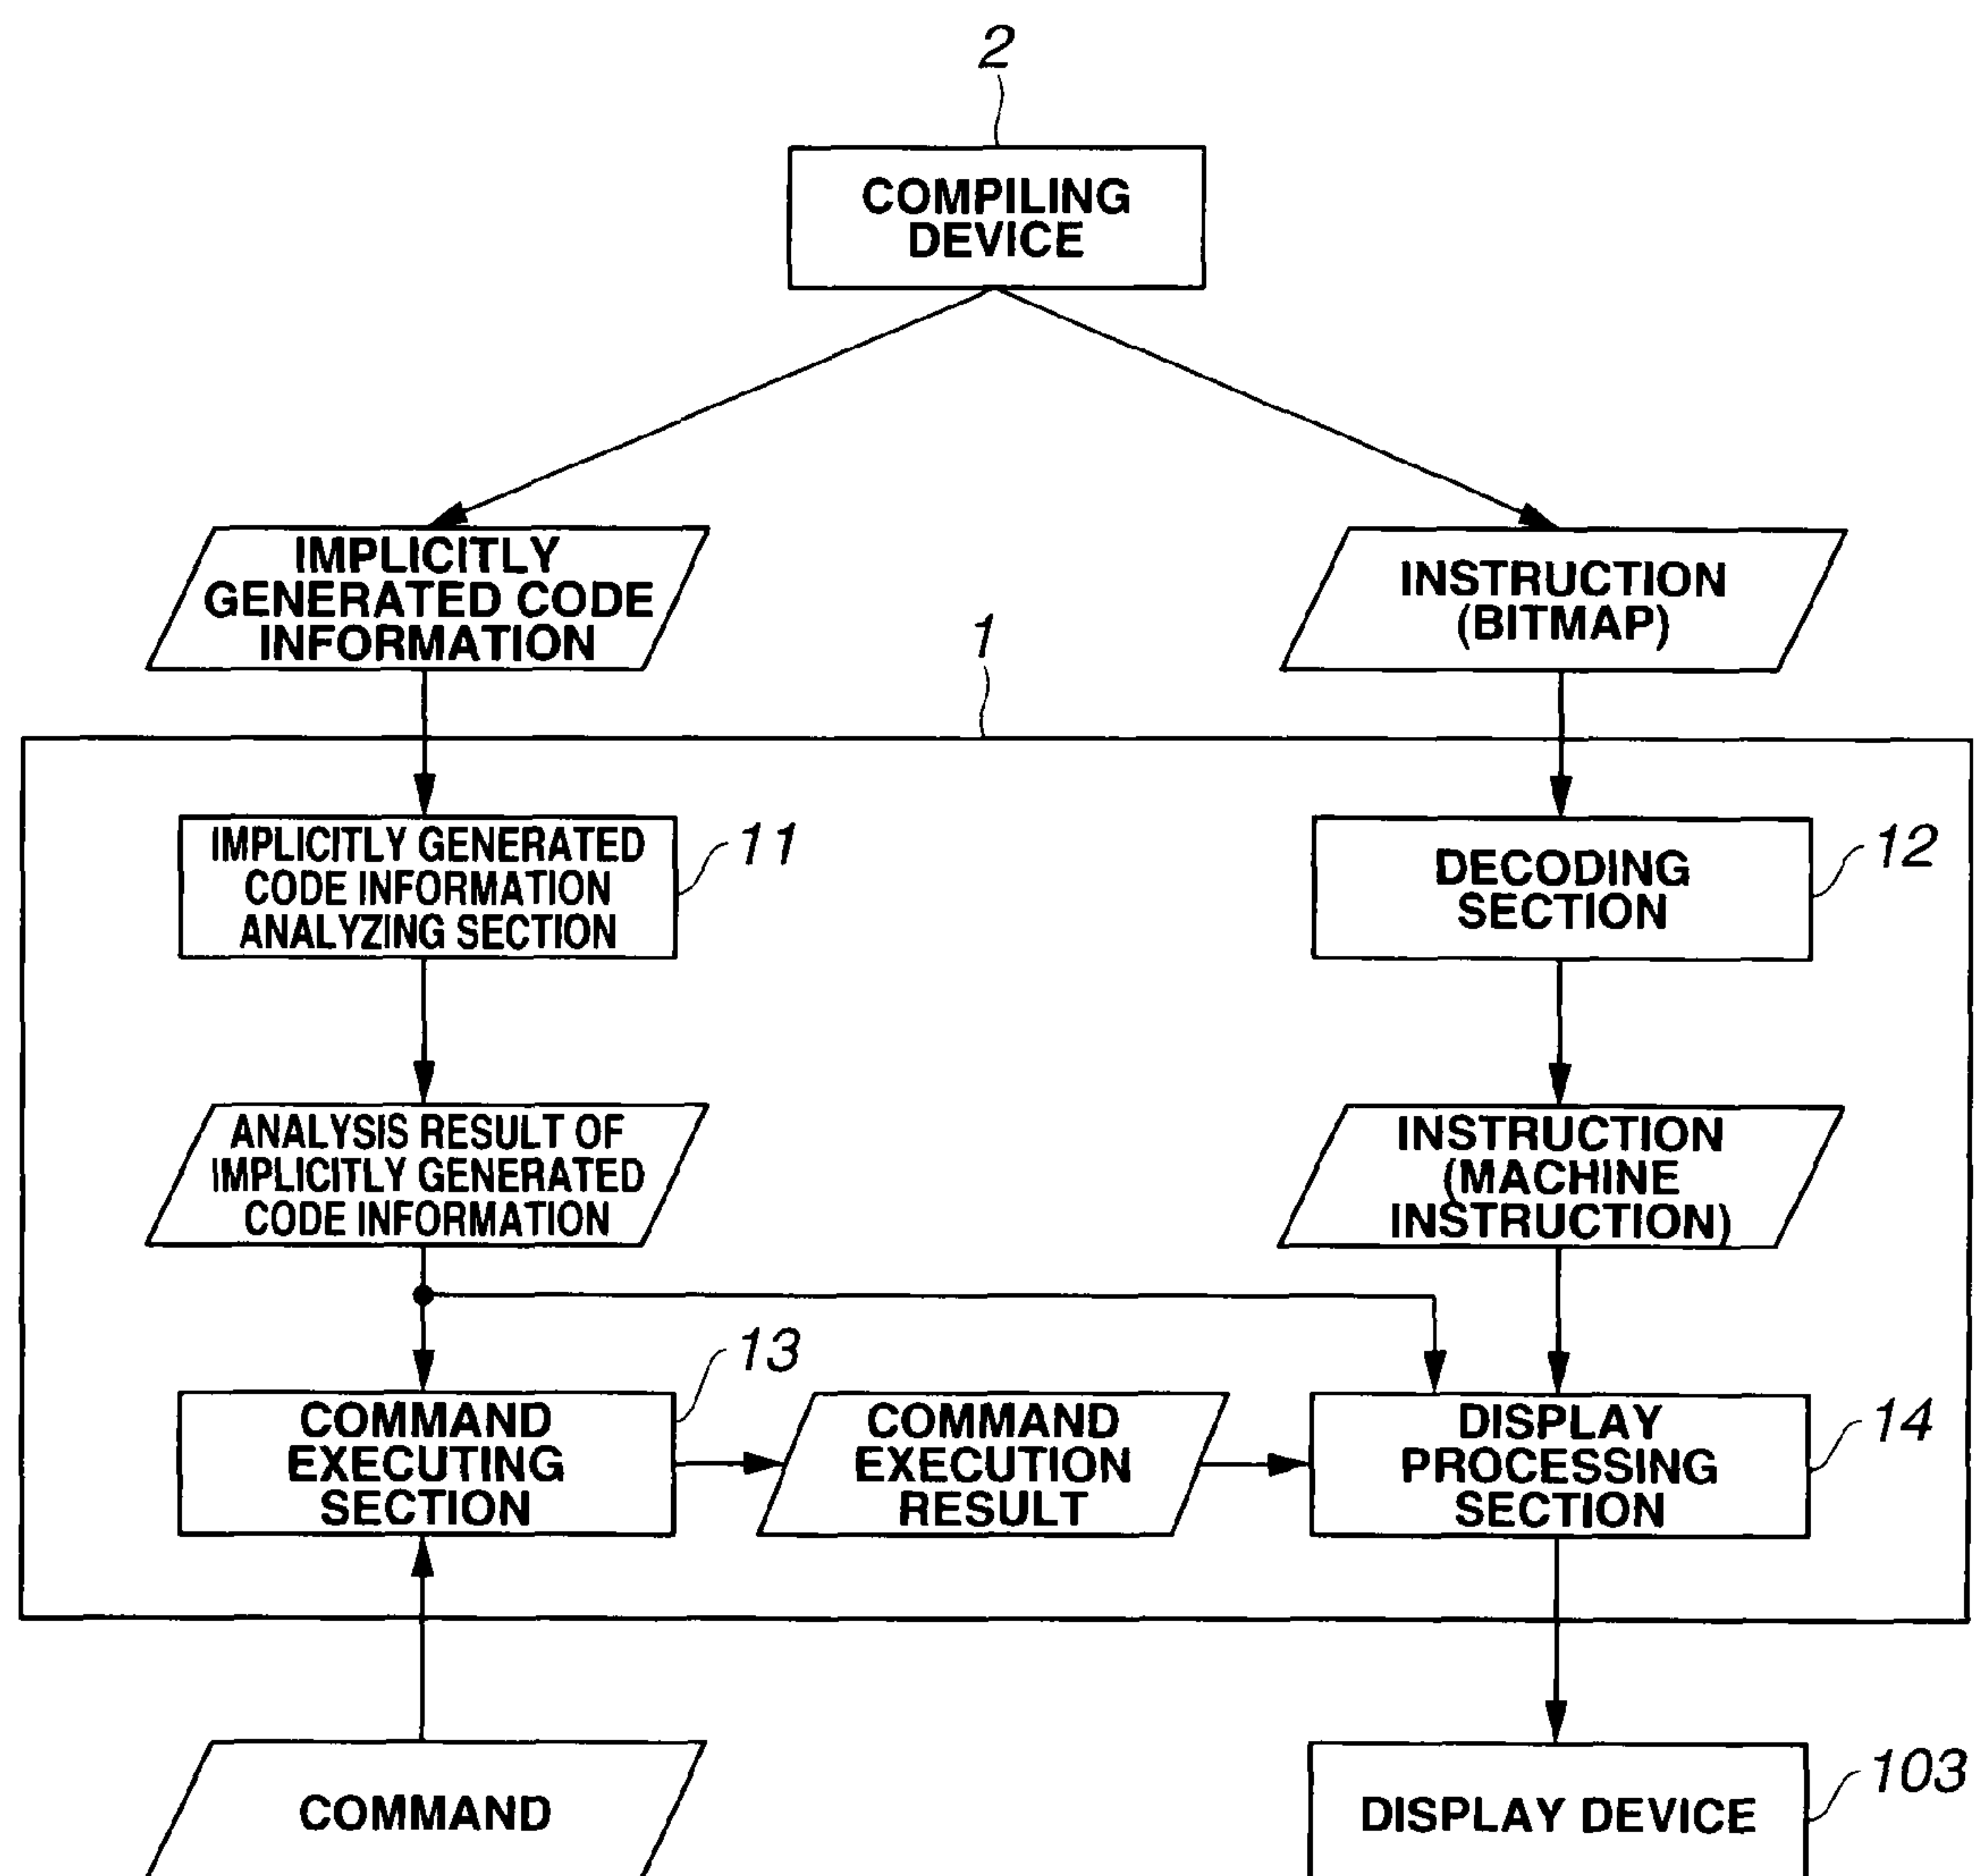 2
COMPILING
DEVICE
IMPLICITLY
GENERATED CODE
INFORMATION
INSTRUCTION
(BITMAP)
1
IMPLICITLY GENERATED
CODE INFORMATION
ANALYZING SECTION
11
DECODING
SECTION
12
ANALYSIS RESULT OF
IMPLICITLY GENERATED
CODE INFORMATION
INSTRUCTION
(MACHINE
INSTRUCTION)
COMMAND
EXECUTING
SECTION
13
COMMAND
EXECUTION
RESULT
DISPLAY
PROCESSING
SECTION
14
COMMAND
DISPLAY DEVICE
103